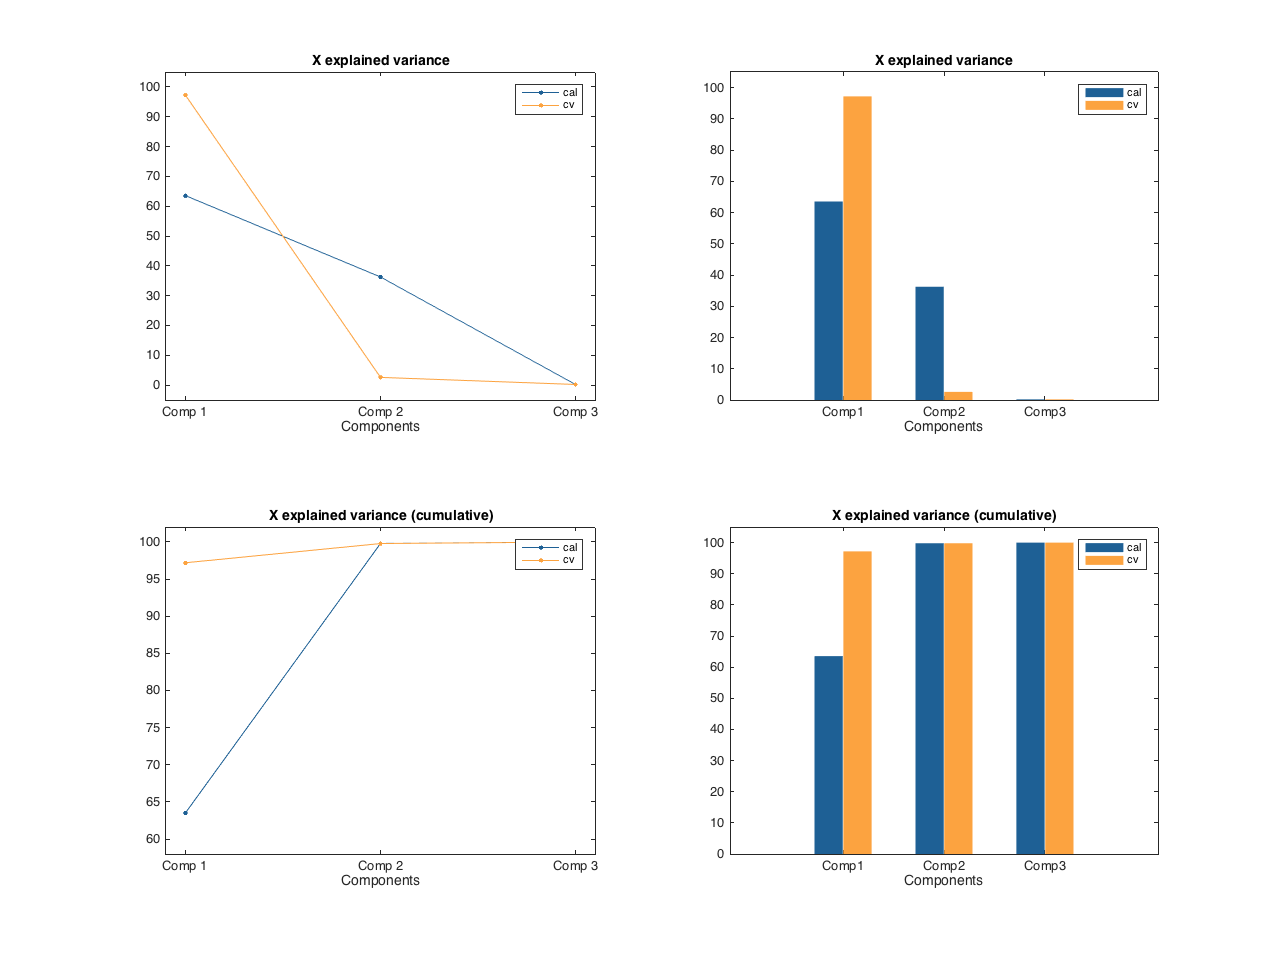 X explained variance
cal
cv
100
90
80
70
60
50
40
30
20
10
0
Comp 1 Comp 2 Comp 3
Components
X explained variance
cal
cv
100
90
80
70
60
50
40
30
20
10
0
Comp1 Comp2 Comp3
Components
X explained variance (cumulative)
cal
cv
100
95
90
85
80
75
70
65
60
Comp 1 Comp 2 Comp 3
Components
X explained variance (cumulative)
cal
cv
100
90
80
70
60
50
40
30
20
10
0
Comp1 Comp2 Comp3
Components